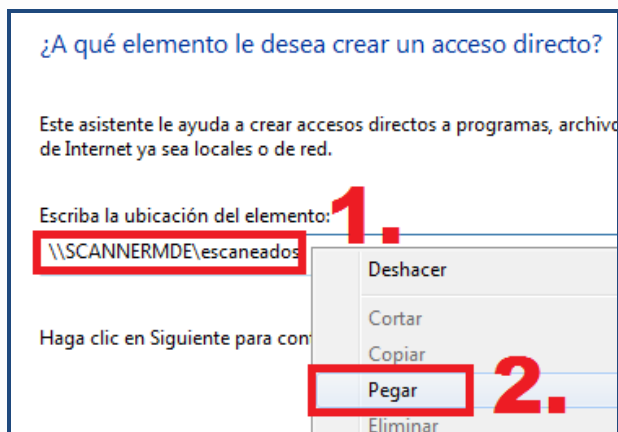 ¿A qué elemento le desea crear un acceso directo?
Este asistente le ayuda a crear accesos directos a programas, archivo
de Internet ya sea locales o de red.
Escriba la ubicación del elemento:
1.
\\SCANNERMDE\escaneados
Deshacer
Haga clic en Siguiente para con
Cortar
Copiar
Pegar
2.
Eliminar